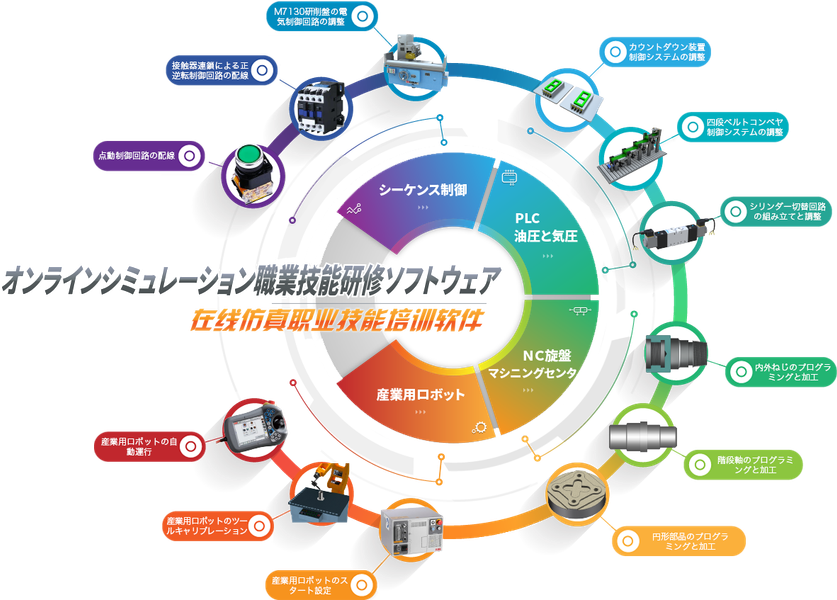 M7130研削盤の電
気制御回路の調整
接触器連鎖による正
逆転制御回路の配線
点動制御回路の配線
カウントダウン装置
制御システムの調整
四段ベルトコンベヤ
制御システムの調整
シリンダー切替回路
の組み立てと調整
シーケンス制御
PLC
油圧と気圧
オンラインシミュレーション職業技能研修ソフトウェア
在线仿真职业技能培训软件
NC旋盤
マシニングセンタ
産業用ロボット
内外ねじのプログラ
ミングと加工
階段軸のプログラミ
ングと加工
円形部品のプログラ
ミングと加工
産業用ロボットの自
動運行
産業用ロボットのツー
ルキャリブレーション
産業用ロボットのス
タート設定